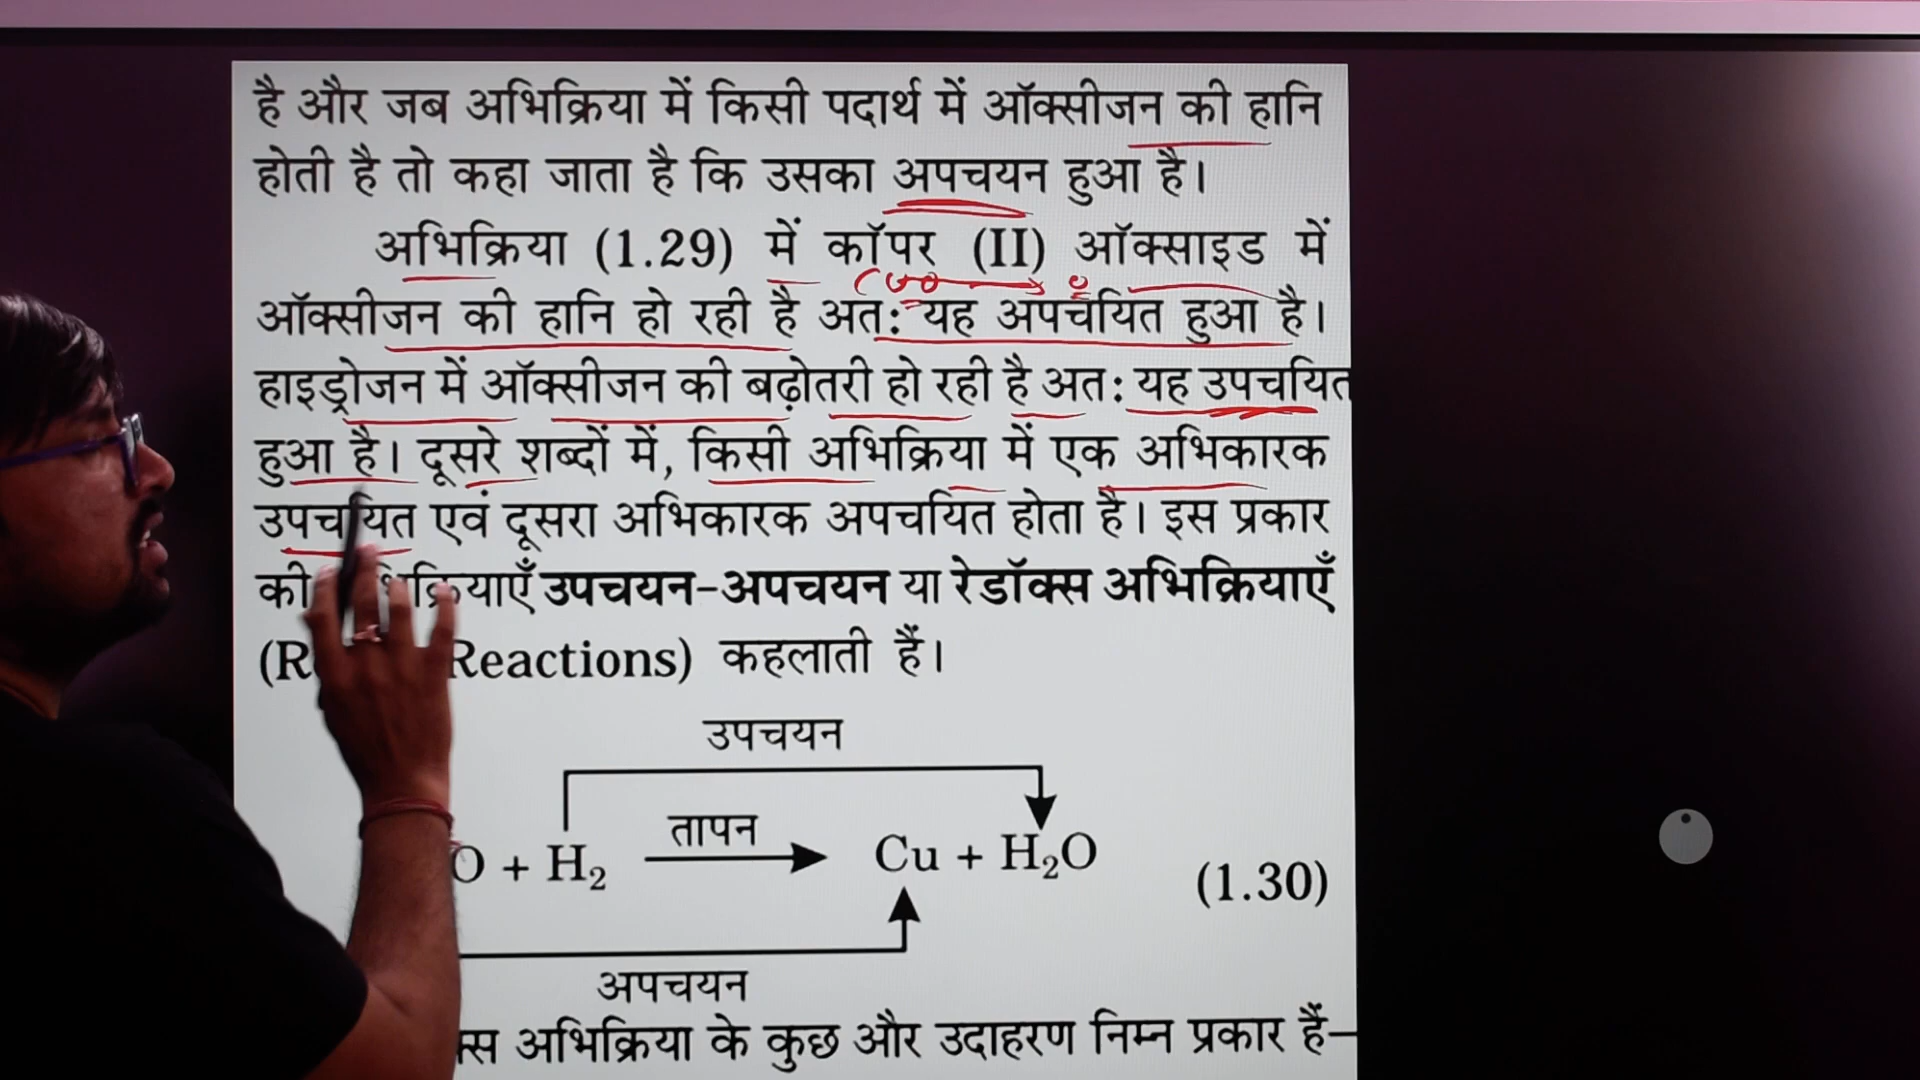 है और जब अभिक्रिया में किसी पदार्थ में ऑक्सीजन की हानि
होती है तो कहा जाता है कि उसका अपचयन हुआ है।
अभिक्रिया (1.29) में कॉपर (II) ऑक्साइड में
ऑक्सीजन की हानि हो रही है अत: यह अपचयित हुआ है।
हाइड्रोजन में ऑक्सीजन की बढ़ोतरी हो रही है अत: यह उपचयित
हुआ है। दूसरे शब्दों में, किसी अभिक्रिया में एक अभिकारक
उपचयित एवं दूसरा अभिकारक अपचयित होता है। इस प्रकार
की उपचयन-अपचयन या रेडॉक्स अभिक्रियाएँ
Reactions) कहलाती हैं।
उपचयन
तापन
O + H₂ → Cu + H₂O (1.30)
अपचयन
अभिक्रिया के कुछ और उदाहरण निम्न प्रकार हैं—